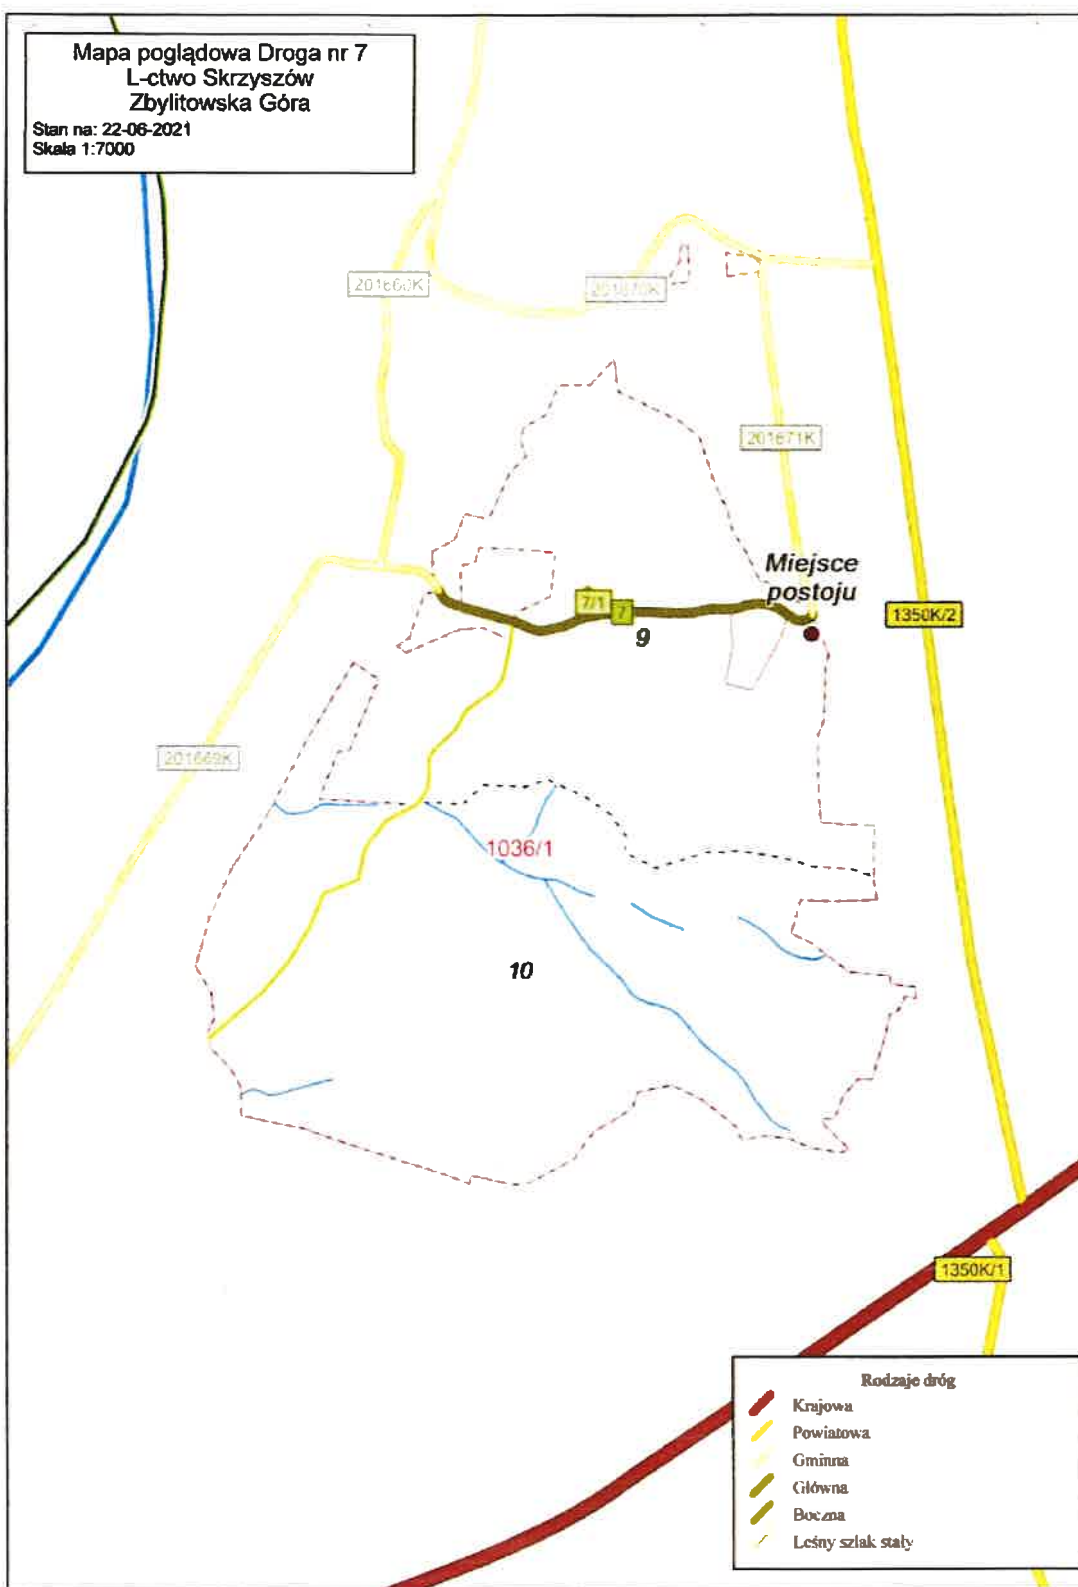 Mapa poglądowa Droga nr 7
L-ctwo Skrzyszów
Zbylitowska Góra
Stan na: 22-06-2021
Skala 1:7000
201660K
201670K
201671K
Miejsce
postoju
7/1
7
9
1350K/2
201669K
1036/1
10
1350K/1
Rodzaje dróg
Krajowa
Powiatowa
Gminna
Główna
Boczna
Leśny szlak stały